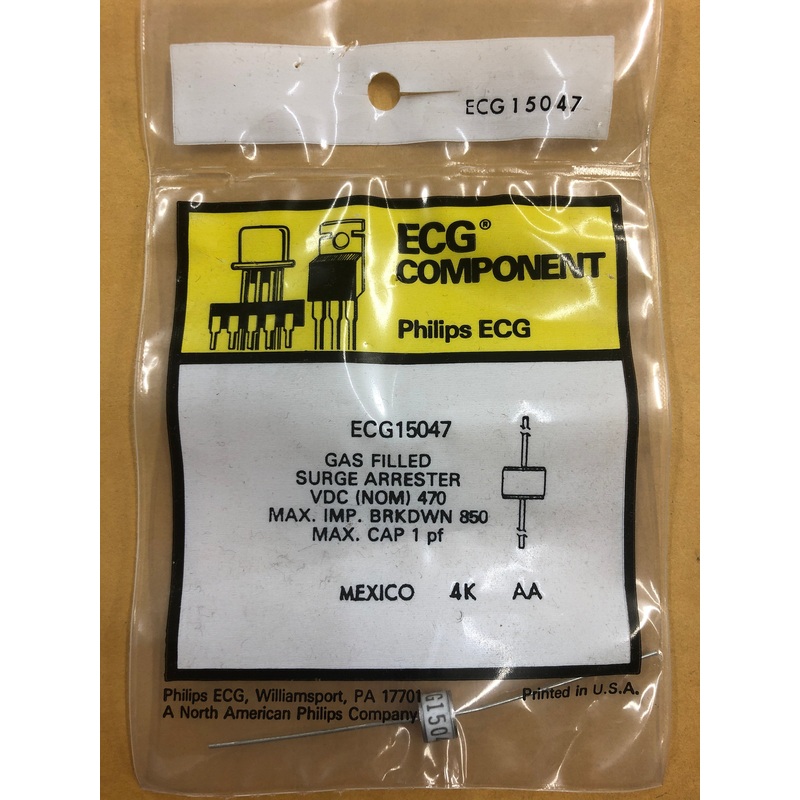 ECG15047
ECG®
COMPONENT
Philips ECG
ECG15047
GAS FILLED
SURGE ARRESTER
VDC (NOM) 470
MAX. IMP. BRKDWN 850
MAX. CAP 1 pf
MEXICO 4K AA
Philips ECG, Williamsport, PA 17701
A North American Philips Company
Printed in U.S.A.
G1504